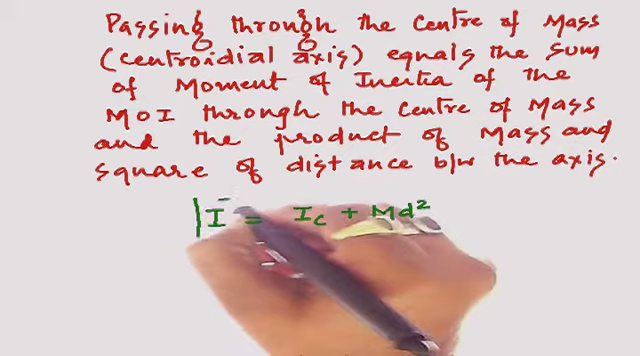 Passing through the Centre of Mass
(centroidial axis) equals the sum
of Moment of Inertia of the
MOI through the centre of Mass
and the product of Mass and
square of distance b/w the axis.
I = Ic + Md²